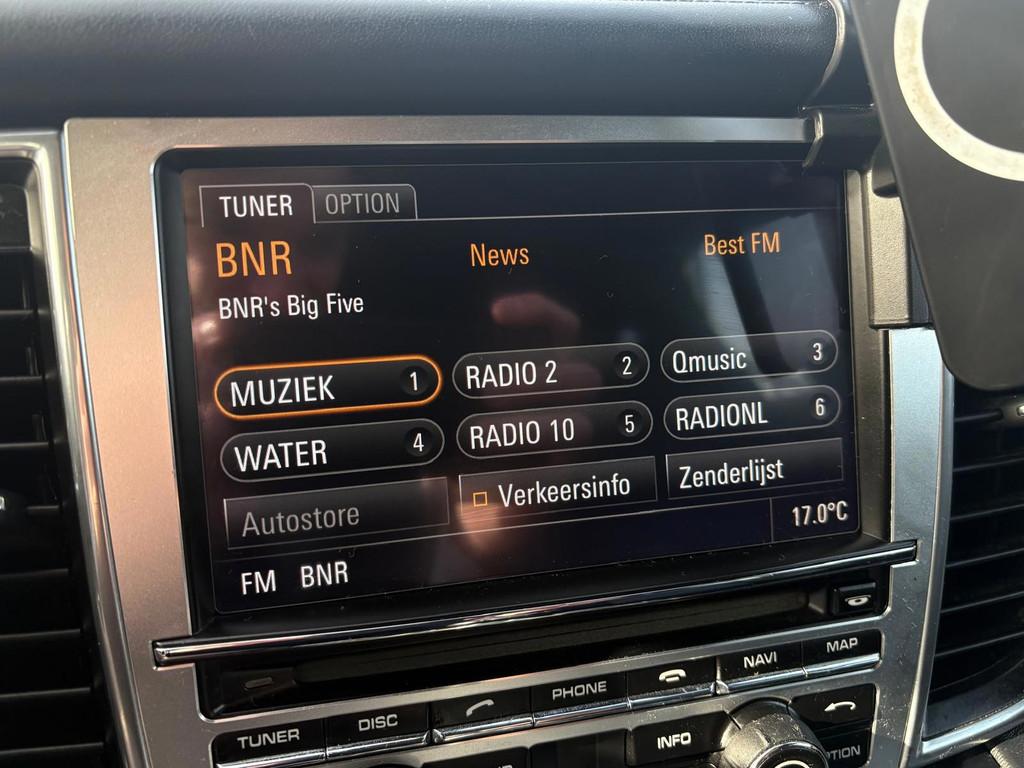 TUNER OPTION
BNR News Best FM
BNR's Big Five
MUZIEK 1 RADIO 2 2 Qmusic 3
WATER 4 RADIO 10 5 RADIONL 6
Autostore Verkeersinfo Zenderlijst
17.0°C
FM BNR
TUNER DISC PHONE NAVI MAP
INFO